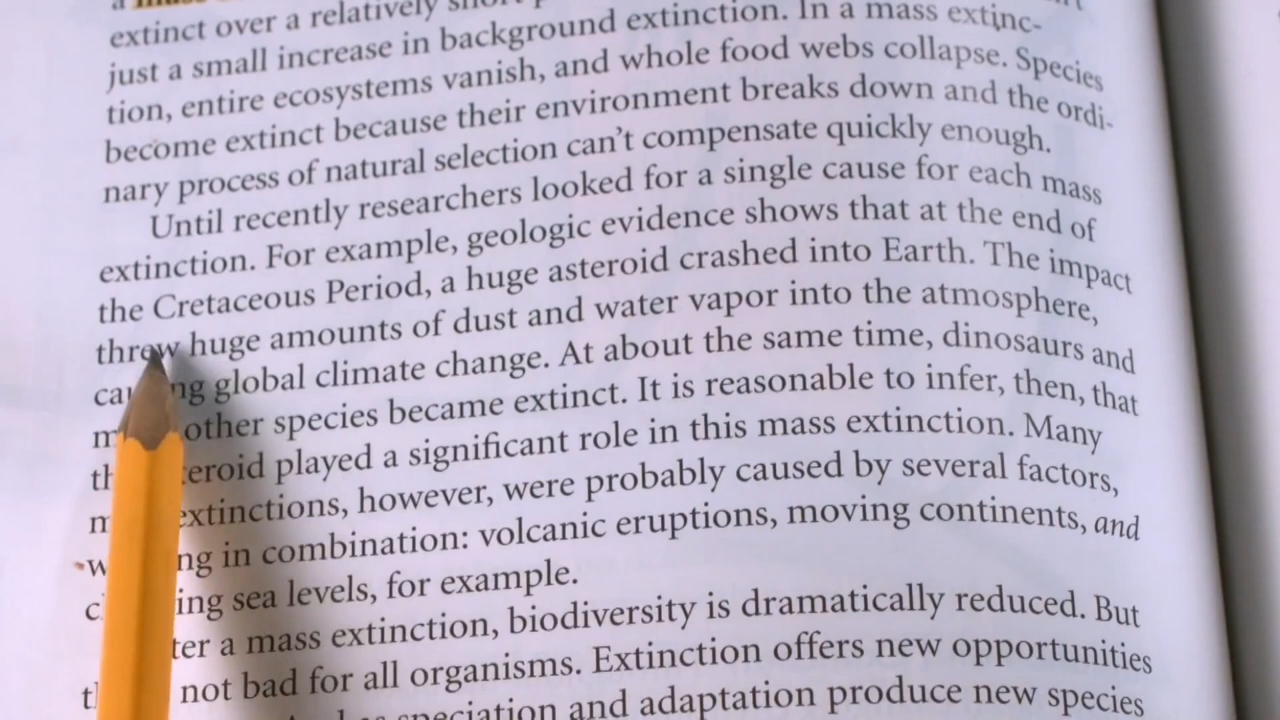 a mass
extinct over a relatively short
just a small increase in background extinction. In a mass extinc-
tion, entire ecosystems vanish, and whole food webs collapse. Species
become extinct because their environment breaks down and the ordi-
nary process of natural selection can't compensate quickly enough.
Until recently researchers looked for a single cause for each mass
extinction. For example, geologic evidence shows that at the end of
the Cretaceous Period, a huge asteroid crashed into Earth. The impact
threw huge amounts of dust and water vapor into the atmosphere,
global climate change. At about the same time, dinosaurs and
other species became extinct. It is reasonable to infer, then, that
played a significant role in this mass extinction. Many
extinctions, however, were probably caused by several factors,
in combination: volcanic eruptions, moving continents, and
sea levels, for example.
a mass extinction, biodiversity is dramatically reduced. But
not bad for all organisms. Extinction offers new opportunities
speciation and adaptation produce new species